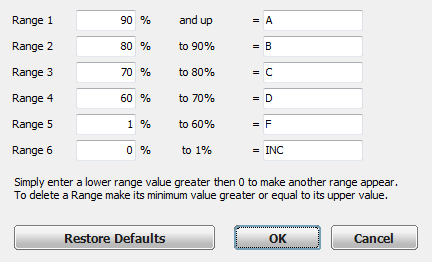 Range 1 90 % and up = A
Range 2 80 % to 90% = B
Range 3 70 % to 80% = C
Range 4 60 % to 70% = D
Range 5 1 % to 60% = F
Range 6 0 % to 1% = INC
Simply enter a lower range value greater then 0 to make another range appear.
To delete a Range make its minimum value greater or equal to its upper value.
Restore Defaults OK Cancel